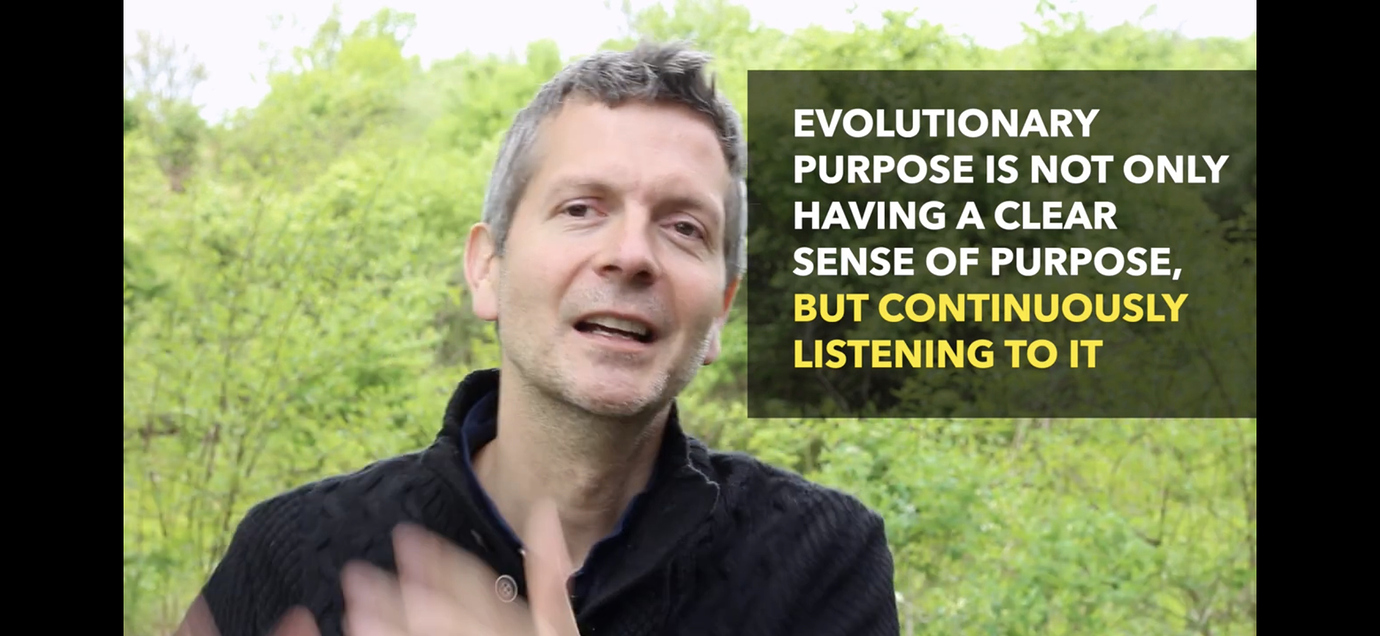 EVOLUTIONARY
PURPOSE IS NOT ONLY
HAVING A CLEAR
SENSE OF PURPOSE,
BUT CONTINUOUSLY
LISTENING TO IT